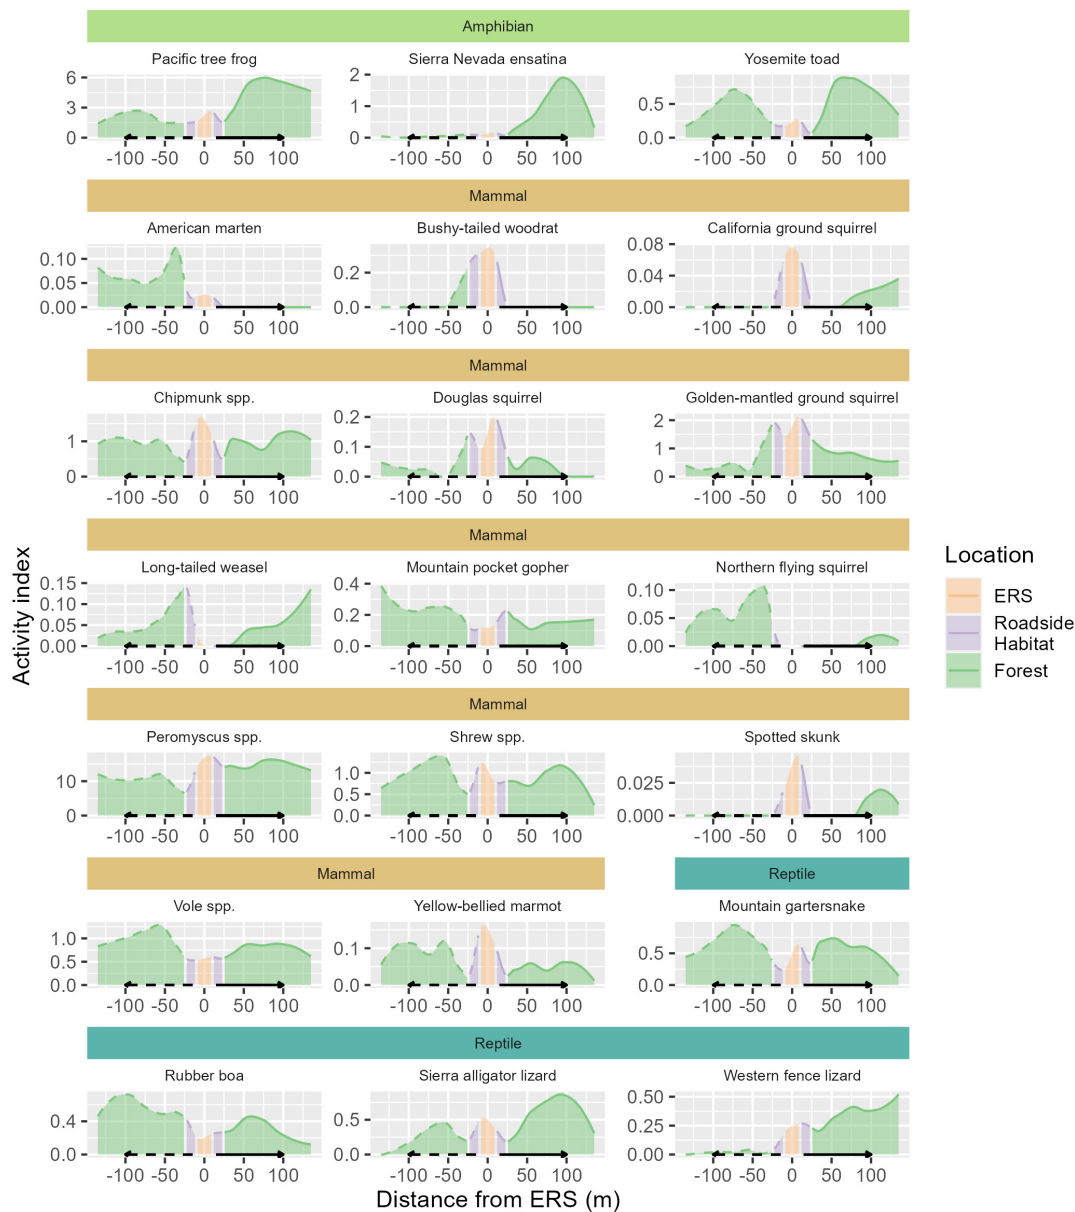 Amphibian
Pacific tree frog Sierra Nevada ensatina Yosemite toad
6 2
3 1 0.5
0 0 0.0
-100 -50 0 50 100 -100 -50 0 50 100 -100 -50 0 50 100
Mammal
American marten Bushy-tailed woodrat California ground squirrel
0.10 0.08
0.05 0.2 0.04
0.00 0.0 0.00
-100 -50 0 50 100 -100 -50 0 50 100 -100 -50 0 50 100
Mammal
Chipmunk spp. Douglas squirrel Golden-mantled ground squirrel
0.2 2
1 0.1 1
0 0.0 0
-100 -50 0 50 100 -100 -50 0 50 100 -100 -50 0 50 100
Mammal
Long-tailed weasel Mountain pocket gopher Northern flying squirrel
0.15 0.4 0.10
0.10 0.2 0.05
0.05
0.00 0.0 0.00
-100 -50 0 50 100 -100 -50 0 50 100 -100 -50 0 50 100
Mammal
Peromyscus spp. Shrew spp. Spotted skunk
10 1.0 0.025
0.5
0 0.0 0.000
-100 -50 0 50 100 -100 -50 0 50 100 -100 -50 0 50 100
Mammal Reptile
Vole spp. Yellow-bellied marmot Mountain gartersnake
1.0 0.1 0.5
0.5
0.0 0.0 0.0
-100 -50 0 50 100 -100 -50 0 50 100 -100 -50 0 50 100
Reptile
Rubber boa Sierra alligator lizard Western fence lizard
0.50
0.4 0.5 0.25
0.0 0.0 0.00
-100 -50 0 50 100 -100 -50 0 50 100 -100 -50 0 50 100
Distance from ERS (m)
Activity index
Location
ERS
Roadside
Habitat
Forest